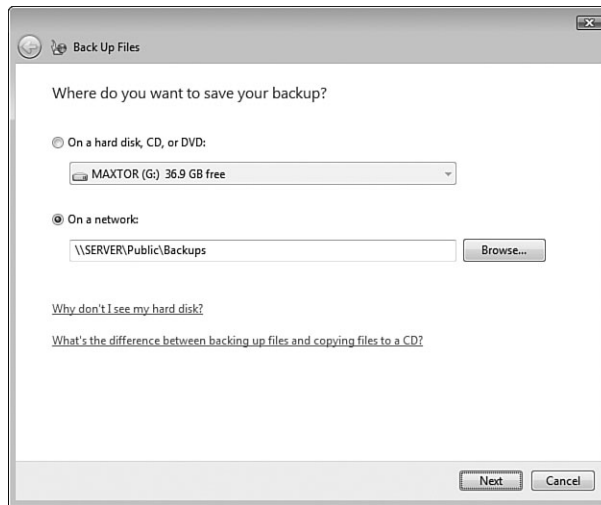 Back Up Files
Where do you want to save your backup?
On a hard disk, CD, or DVD:
MAXTOR (G:) 36.9 GB free
On a network:
\\SERVER\Public\Backups
Browse...
Why don't I see my hard disk?
What's the difference between backing up files and copying files to a CD?
Next
Cancel